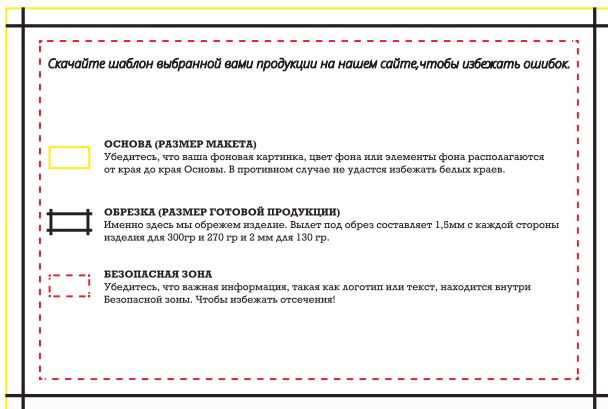 Скачайте шаблон выбранной вами продукции на нашем сайте,чтобы избежать ошибок.
ОСНОВА (РАЗМЕР МАКЕТА)
Убедитесь, что ваша фоновая картинка, цвет фона или элементы фона располагаются
от края до края Основы. В противном случае не удастся избежать белых краев.
ОБРЕЗКА (РАЗМЕР ГОТОВОЙ ПРОДУКЦИИ)
Именно здесь мы обрежем изделие. Вылет под обрез составляет 1,5мм с каждой стороны
изделия для 300гр и 270 гр и 2 мм для 130 гр.
БЕЗОПАСНАЯ ЗОНА
Убедитесь, что важная информация, такая как логотип или текст, находится внутри
Безопасной зоны. Чтобы избежать отсечения!